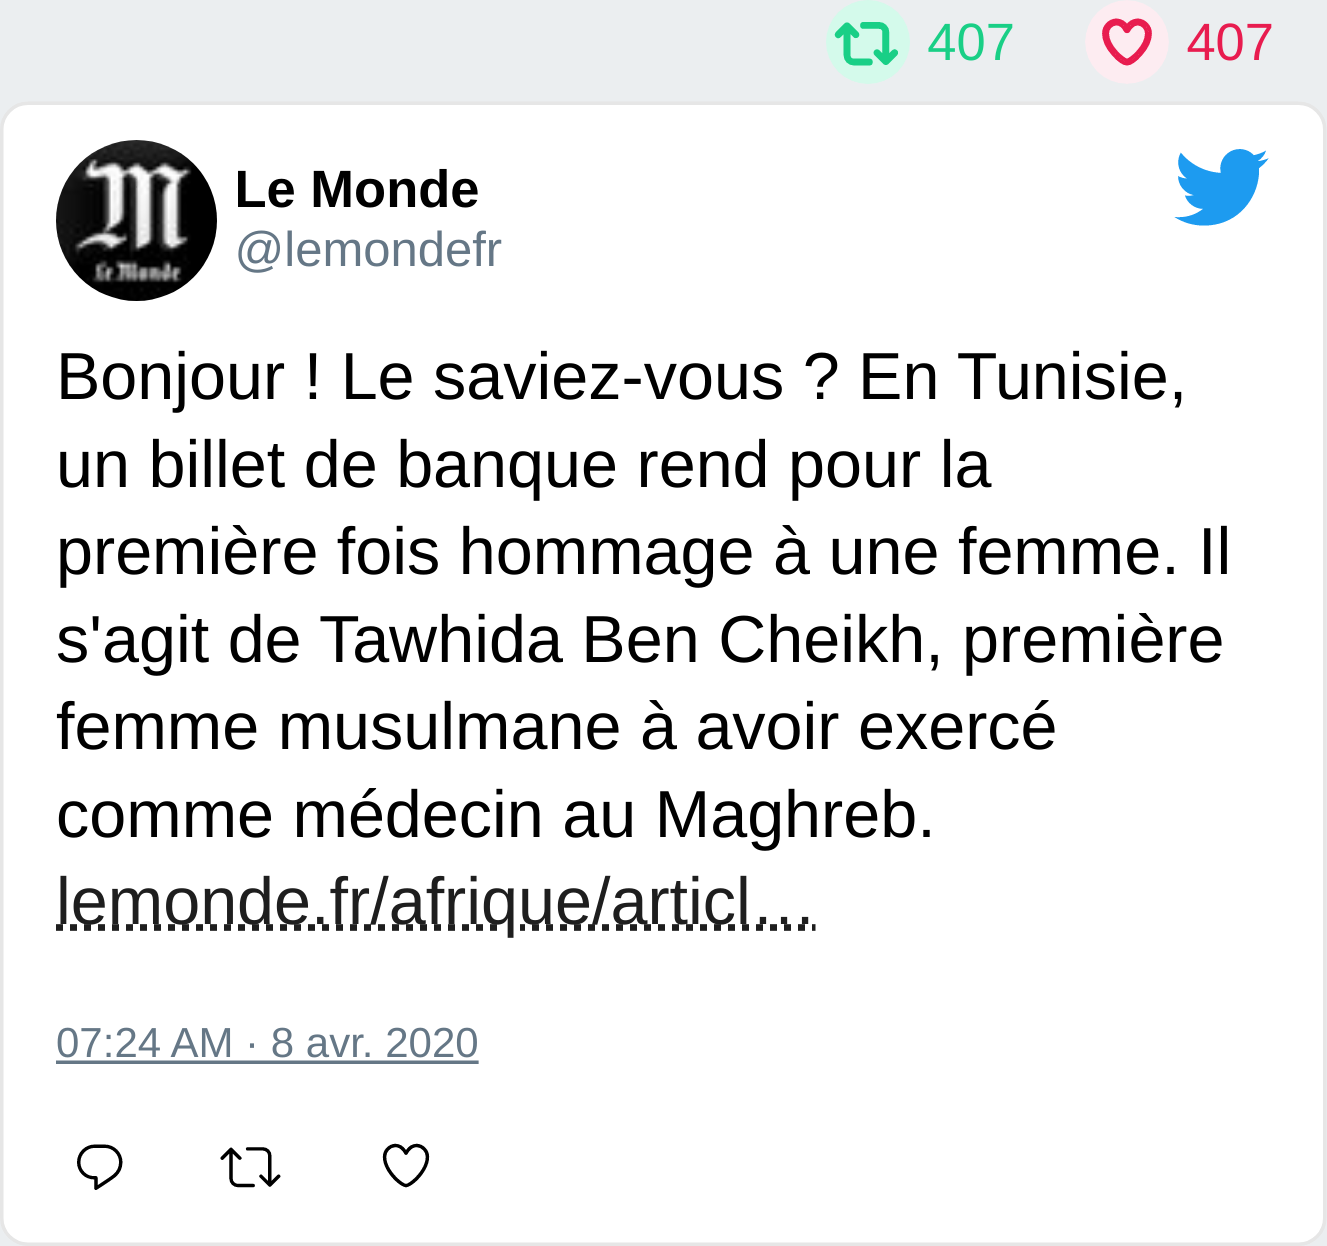 407 407
Le Monde
Le Monde
@lemondefr
Bonjour ! Le saviez-vous ? En Tunisie,
un billet de banque rend pour la
première fois hommage à une femme. Il
s'agit de Tawhida Ben Cheikh, première
femme musulmane à avoir exercé
comme médecin au Maghreb.
lemonde.fr/afrique/articl…
07:24 AM · 8 avr. 2020